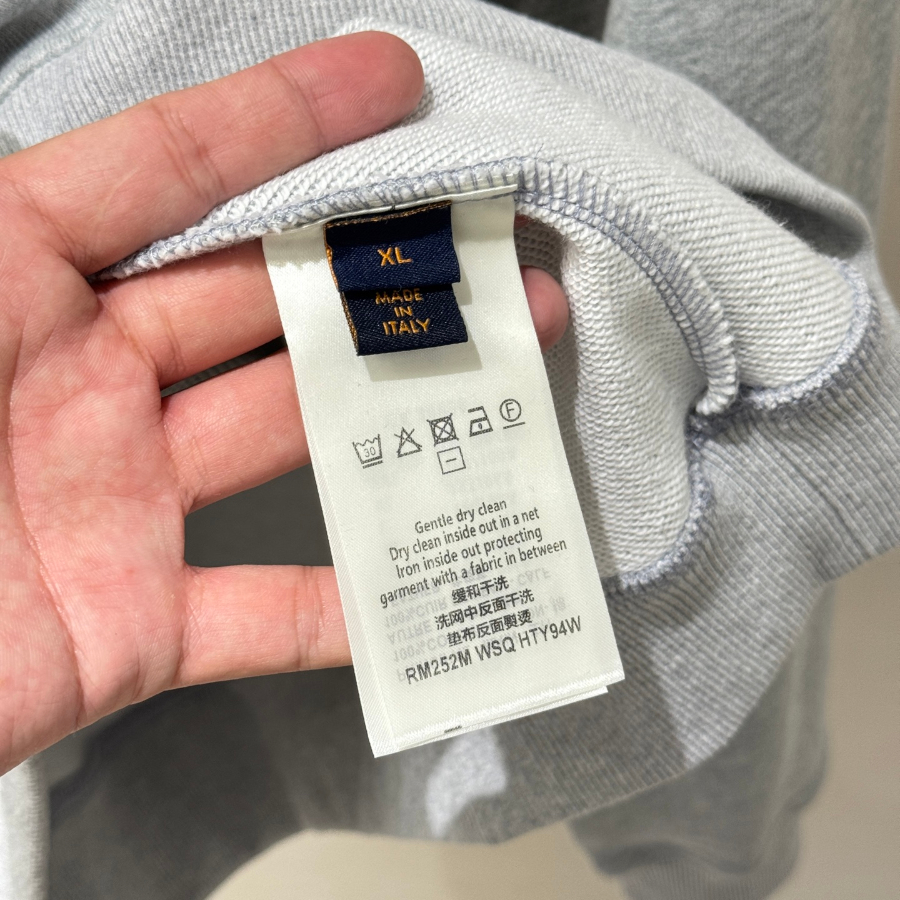 XL
MADE
IN
ITALY
30
F
Gentle dry clean
Dry clean inside out in a net
Iron inside out protecting
garment with a fabric in between
缓和干洗
洗网中反面干洗
垫布反面熨烫
RM252M WSQ HTY94W